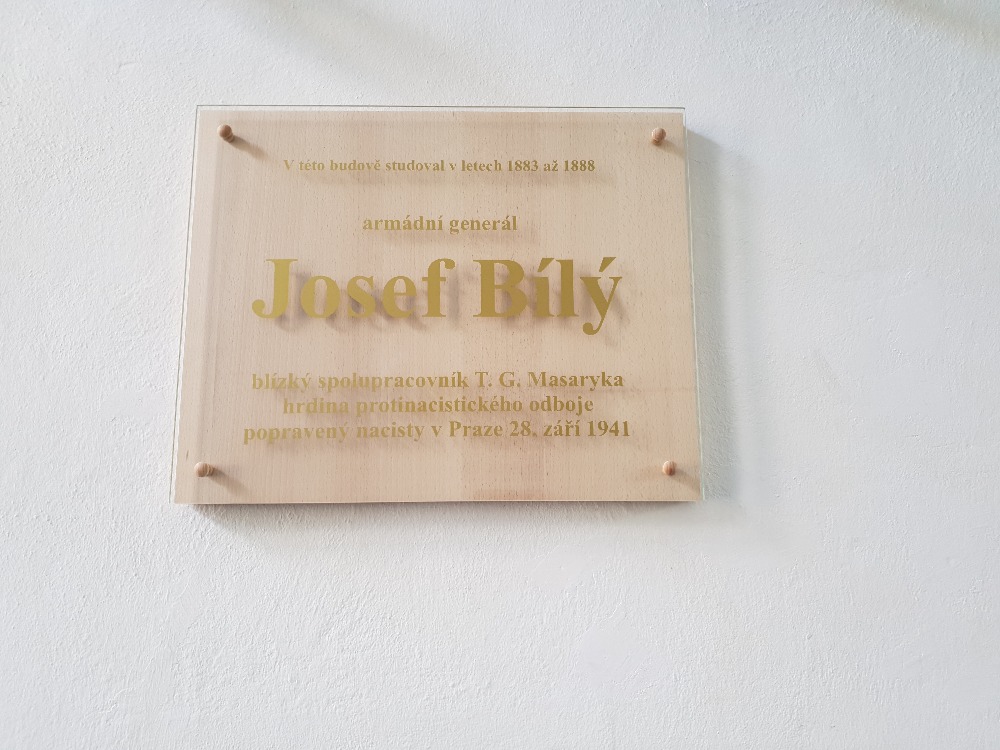 V této budově studoval v letech 1883 až 1888
armádní generál
Josef Bílý
blízký spolupracovník T. G. Masaryka
hrdina protinacistického odboje
popravený nacisty v Praze 28. září 1941